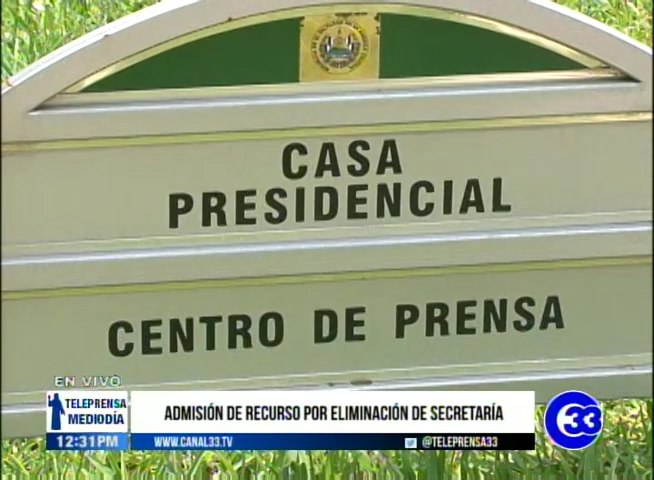 CASA
PRESIDENCIAL
CENTRO DE PRENSA
EN VIVO
TELEPRENSA
MEDIODÍA
ADMISIÓN DE RECURSO POR ELIMINACIÓN DE SECRETARÍA
33
12:31PM
WWW.CANAL33.TV
@TELEPRENSA33